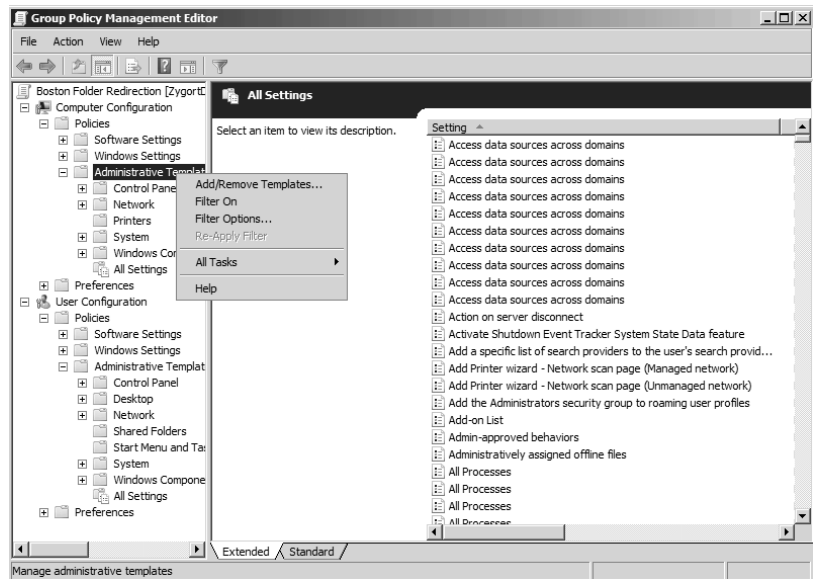 Group Policy Management Editor
File Action View Help
Boston Folder Redirection
Computer Configuration
Policies
Software Settings
Windows Settings
Administrative Templat
Control Pane
Network
Printers
System
Windows Cor
All Settings
Preferences
User Configuration
Policies
Software Settings
Windows Settings
Administrative Templat
Control Panel
Desktop
Network
Shared Folders
Start Menu and Ta
System
Windows Compone
All Settings
Preferences
Add/Remove Templates...
Filter On
Filter Options...
Re-Apply Filter
All Tasks
Help
All Settings
Select an item to view its description.
Setting
Access data sources across domains
Access data sources across domains
Access data sources across domains
Access data sources across domains
Access data sources across domains
Access data sources across domains
Access data sources across domains
Access data sources across domains
Access data sources across domains
Access data sources across domains
Action on server disconnect
Activate Shutdown Event Tracker System State Data feature
Add a specific list of search providers to the user's search provid...
Add Printer wizard - Network scan page (Managed network)
Add Printer wizard - Network scan page (Unmanaged network)
Add the Administrators security group to roaming user profiles
Add-on List
Admin-approved behaviors
Administratively assigned offline files
All Processes
All Processes
All Processes
All Processes
Extended Standard
Manage administrative templates